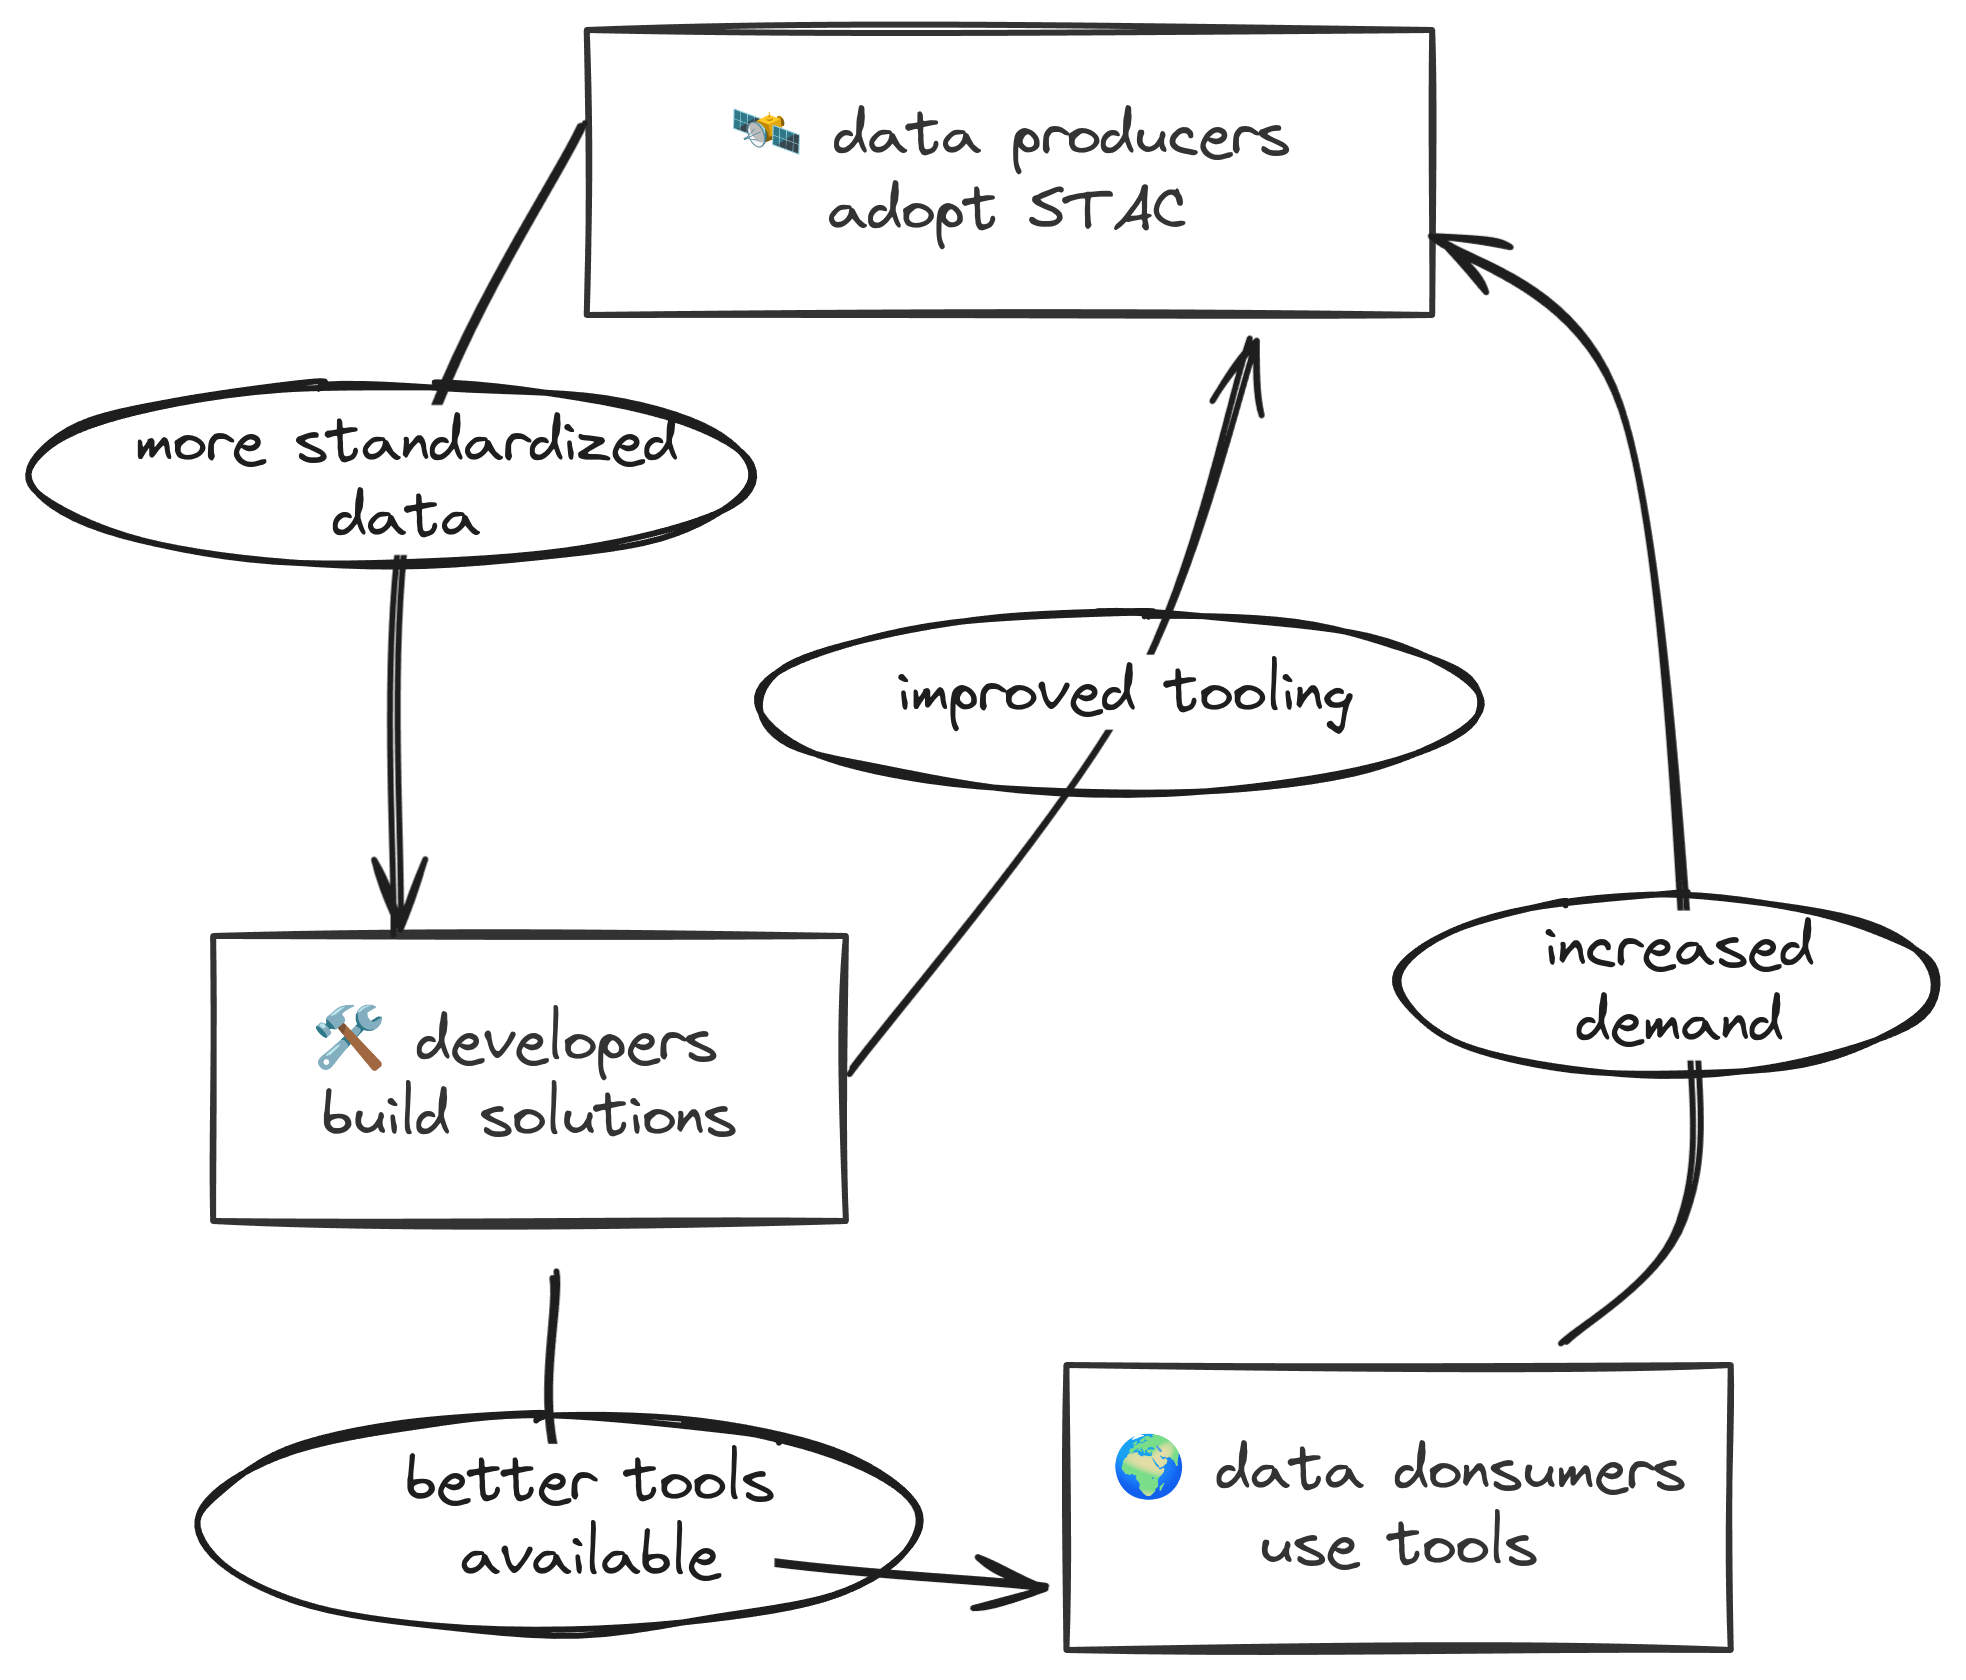 data producers
adopt STAC
more standardized
data
improved tooling
increased
demand
developers
build solutions
better tools
available
data donsumers
use tools